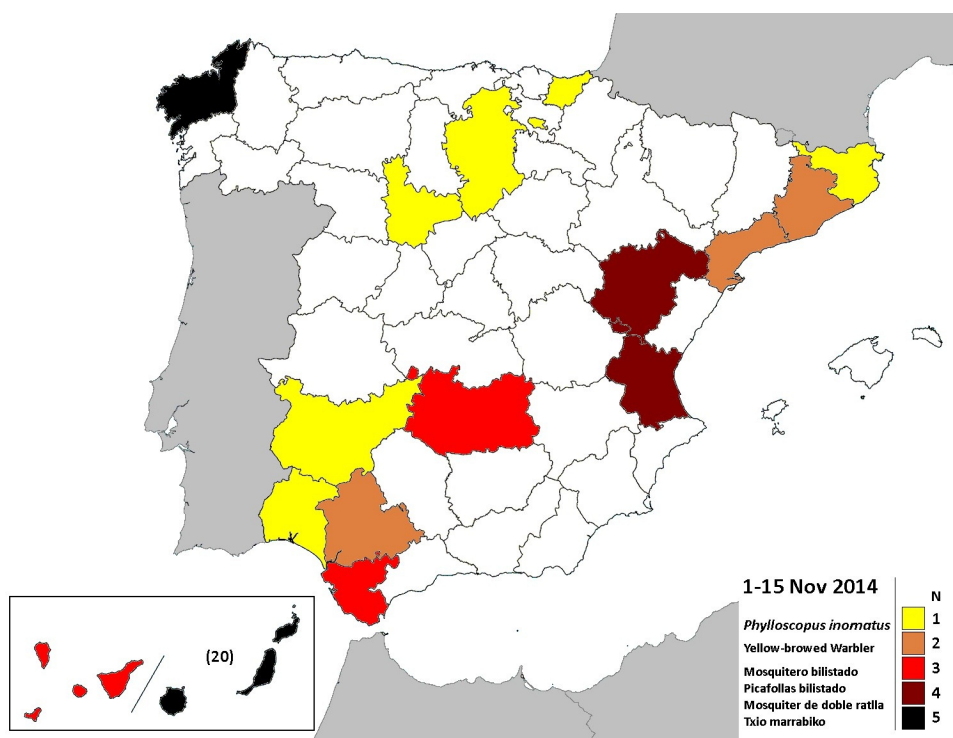 1-15 Nov 2014
N
Phylloscopus inornatus
1
Yellow-browed Warbler
2
Mosquitero bilistado
3
Picafollas bilistado
4
Mosquiter de doble ratlla
Txio marrabiko
5
(20)